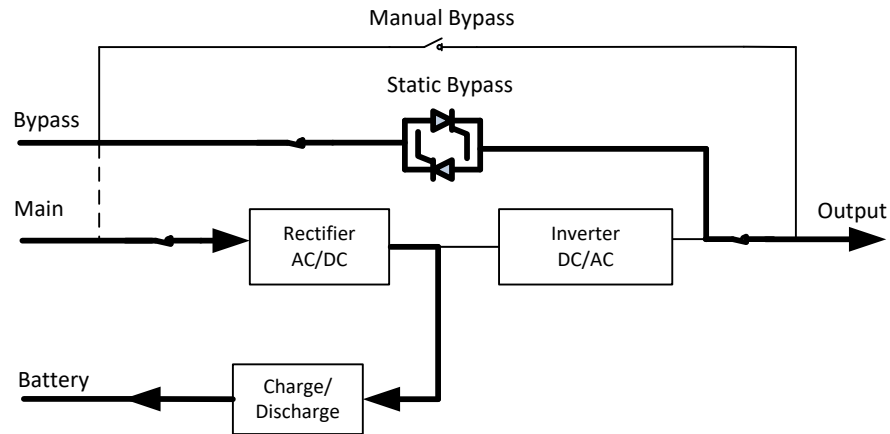 Manual Bypass
Static Bypass
Bypass
Main
Rectifier
AC/DC
Inverter
DC/AC
Output
Battery
Charge/
Discharge